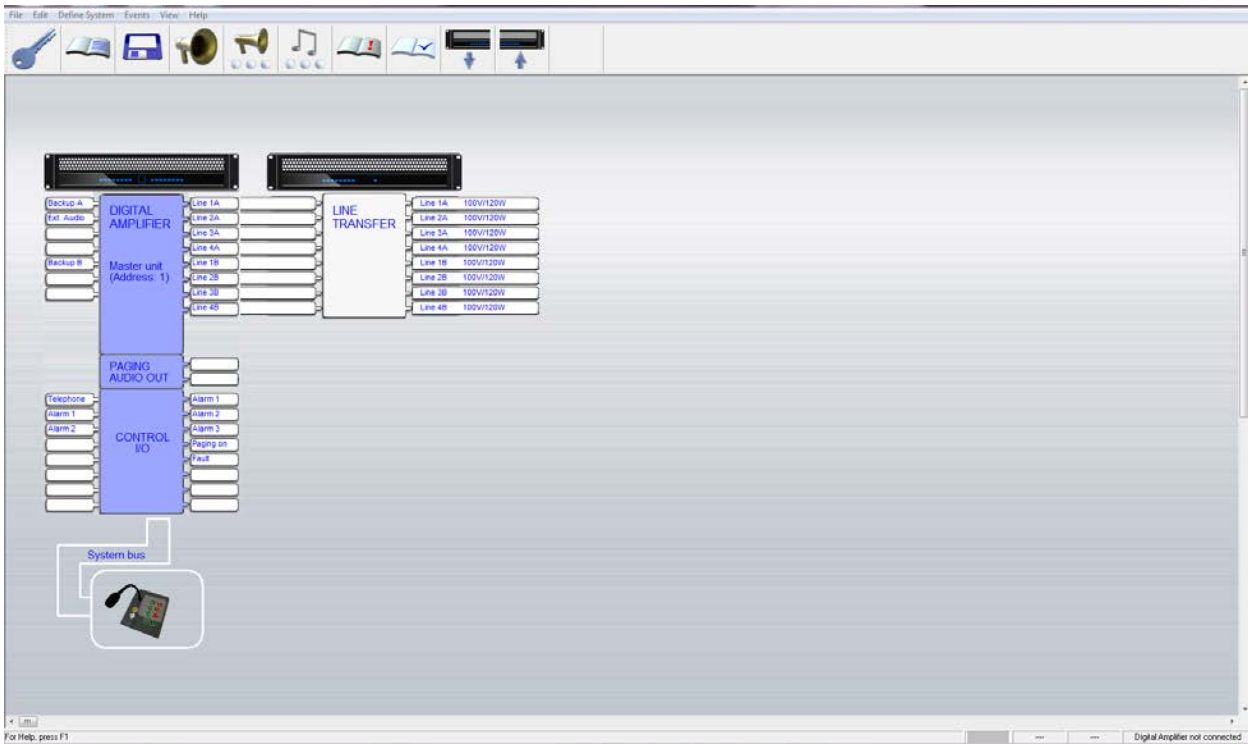 File Edit Define System Events View Help
Backup A
Ext. Audio
Backup B
DIGITAL
AMPLIFIER
Master unit
(Address: 1)
Line 1A
Line 2A
Line 3A
Line 4A
Line 1B
Line 2B
Line 3B
Line 4B
LINE
TRANSFER
Line 1A 100V/120W
Line 2A 100V/120W
Line 3A 100V/120W
Line 4A 100V/120W
Line 1B 100V/120W
Line 2B 100V/120W
Line 3B 100V/120W
Line 4B 100V/120W
PAGING
AUDIO OUT
Telephone
Alarm 1
Alarm 2
CONTROL
I/O
Alarm 1
Alarm 2
Alarm 3
Paging on
Fault
System bus
For Help, press F1
--- --- Digital Amplifier not connected